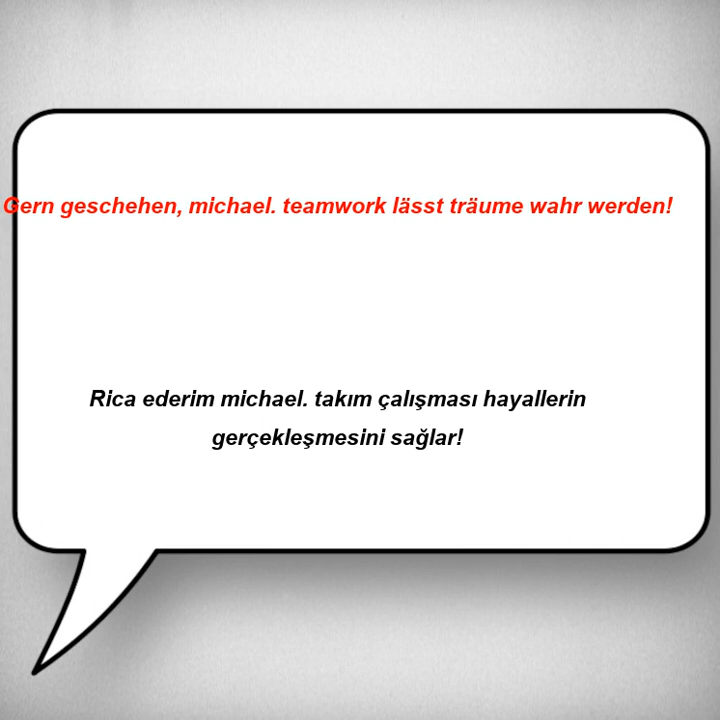 Gern geschehen, michael. teamwork lässt träume wahr werden!
Rica ederim michael. takım çalışması hayallerin
gerçekleşmesini sağlar!